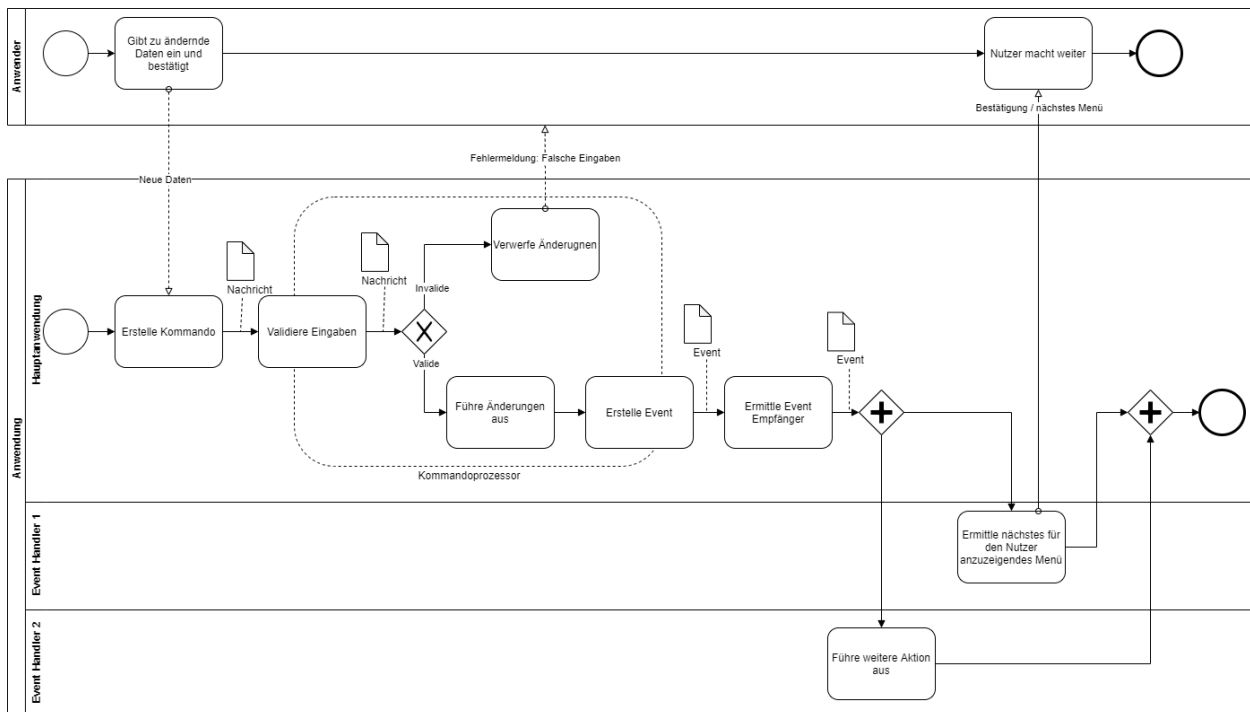 Anwender
Gibt zu ändernde
Daten ein und
bestätigt
Nutzer macht weiter
Bestätigung / nächstes Menü
Fehlermeldung: Falsche Eingaben
Neue Daten
Anwendung
Hauptanwendung
Verwerfe Änderugnen
Nachricht
Nachricht
Invalide
Erstelle Kommando
Validiere Eingaben
Valide
Event
Event
Führe Änderungen
aus
Erstelle Event
Ermittle Event
Empfänger
Kommandoprozessor
Event Handler 1
Ermittle nächstes für
den Nutzer
anzuzeigendes Menü
Event Handler 2
Führe weitere Aktion
aus